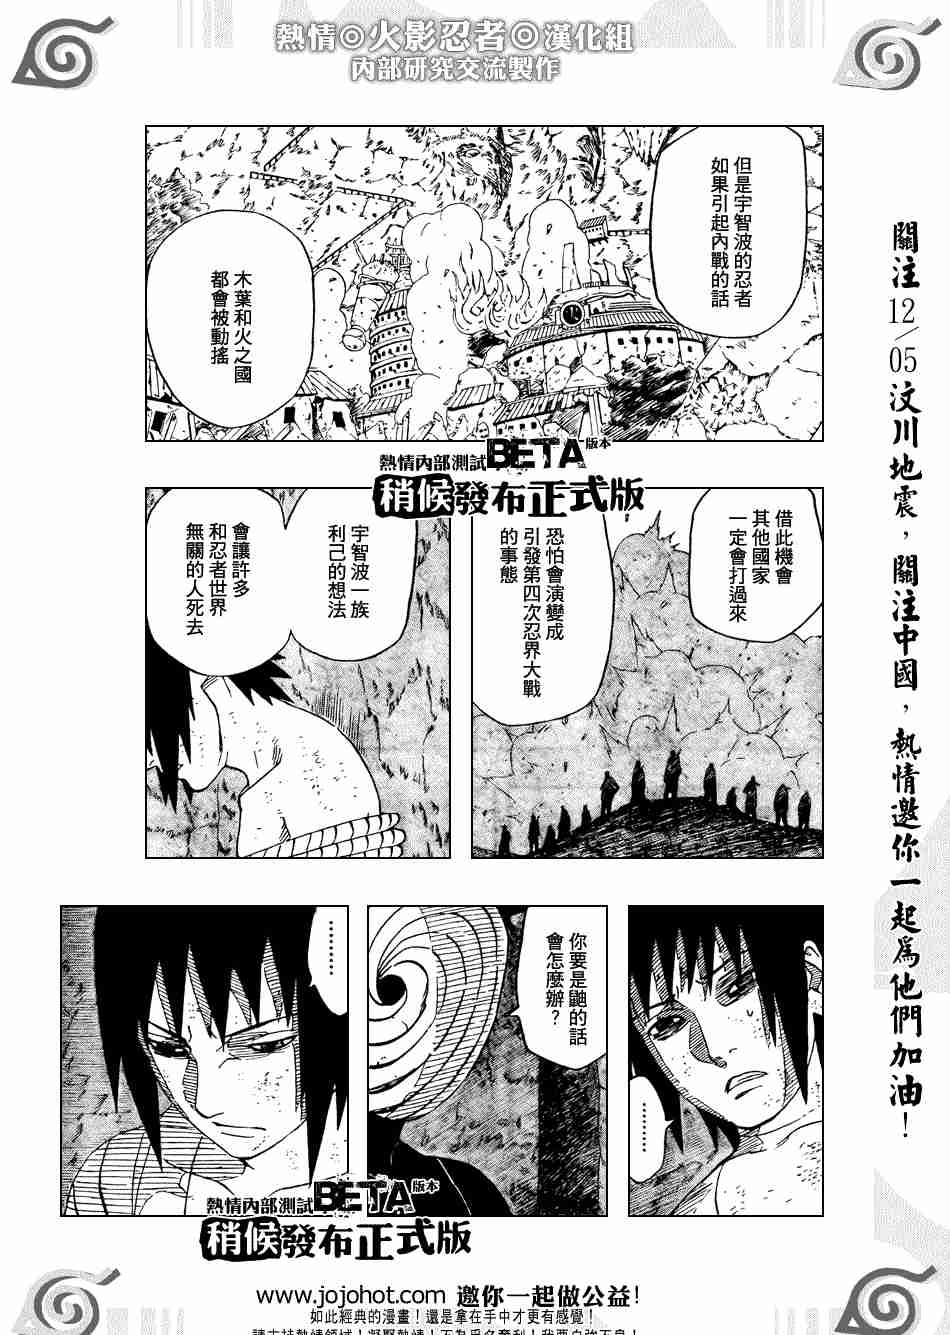 熱情◎火影忍者◎漢化組
內部研究交流製作
但是宇智波的忍者
如果引起內戰的話
木葉和火之國
都會被動搖
熱情內部測試 BETA版本
稍候發布正式版
借此機會
其他國家
一定會打過來
恐怕會演變成
引發第四次忍界大戰
的事態
宇智波一族
利己的想法
會讓許多
和忍者世界
無關的人死去
………
你要是鼬的話
會怎麼辦?
………
熱情內部測試 BETA版本
稍候發布正式版
關注12/05汶川地震,關注中國,熱情邀你一起爲他們加油!
www.jojohot.com 邀你一起做公益!
如此經典的漫畫!還是拿在手中才更有感覺!